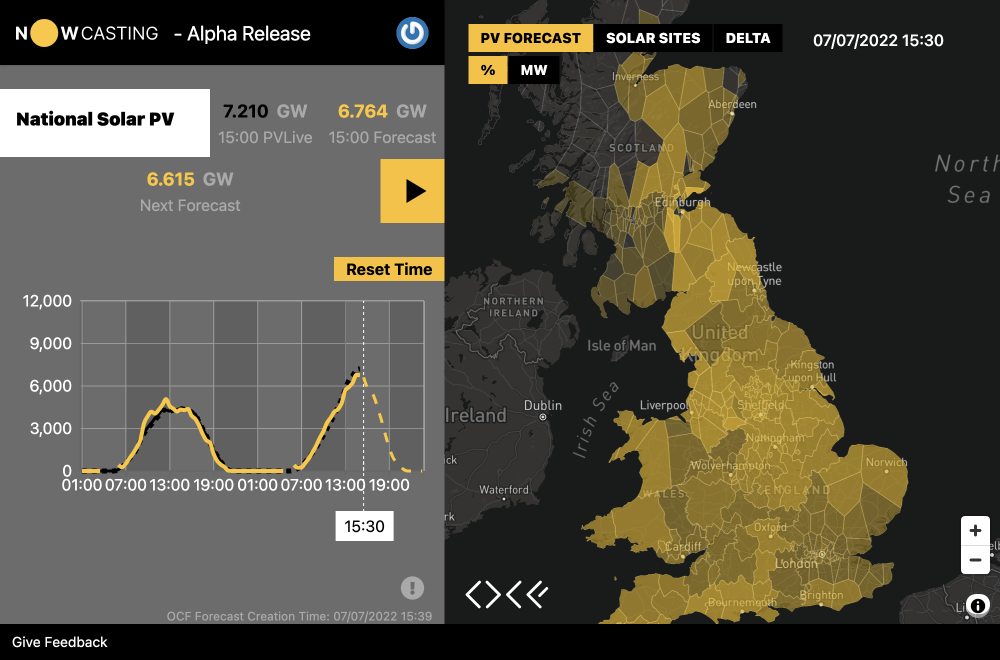 NOWCASTING - Alpha Release
National Solar PV
7.210 GW
15:00 PVLive
6.764 GW
15:00 Forecast
6.615 GW
Next Forecast
Reset Time
12,000
9,000
6,000
3,000
0
01:00 07:00 13:00 19:00 01:00 07:00 13:00 19:00
15:30
OCF Forecast Creation Time: 07/07/2022 15:39
Give Feedback
PV FORECAST SOLAR SITES DELTA
% MW
07/07/2022 15:30
Inverness
Aberdeen
SCOTLAND
North
Sea
Edinburgh
Newcastle
upon Tyne
NORTHERN
IRELAND
United
Kingdom
Isle of Man
Kingston
upon Hull
Irish Sea
Ireland
Dublin
Liverpool
Sheffield
Nottingham
ck
Wolverhampton
Norwich
Waterford
WALES
ENGLAND
rk
Oxford
Cardiff
London
Brighton
Bournemouth
+
−
Li